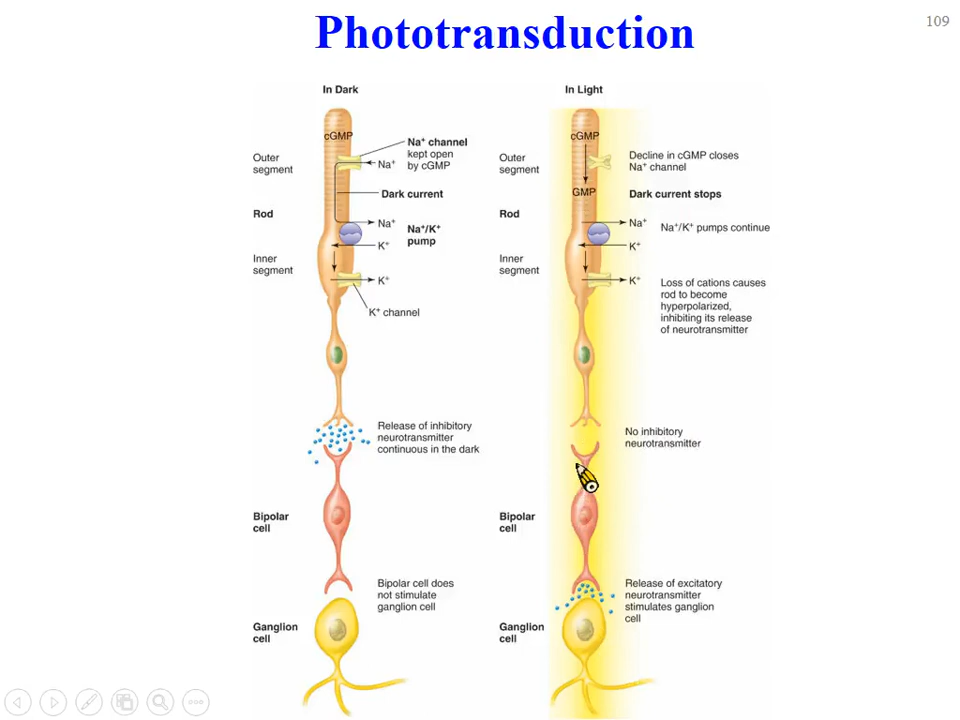 109
Phototransduction
In Dark
cGMP
Na⁺ channel
kept open
by cGMP
Outer
segment
Na⁺
Dark current
Rod
Na⁺
Na⁺/K⁺
pump
K⁺
Inner
segment
K⁺
K⁺ channel
Release of inhibitory
neurotransmitter
continuous in the dark
Bipolar
cell
Bipolar cell does
not stimulate
ganglion cell
Ganglion
cell
In Light
cGMP
Outer
segment
Decline in cGMP closes
Na⁺ channel
GMP
Dark current stops
Rod
Na⁺
Na⁺/K⁺ pumps continue
K⁺
Inner
segment
K⁺
Loss of cations causes
rod to become
hyperpolarized,
inhibiting its release
of neurotransmitter
No inhibitory
neurotransmitter
Bipolar
cell
Release of excitatory
neurotransmitter
stimulates ganglion
cell
Ganglion
cell